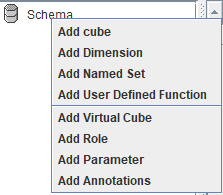 Schema
Add cube
Add Dimension
Add Named Set
Add User Defined Function
Add Virtual Cube
Add Role
Add Parameter
Add Annotations